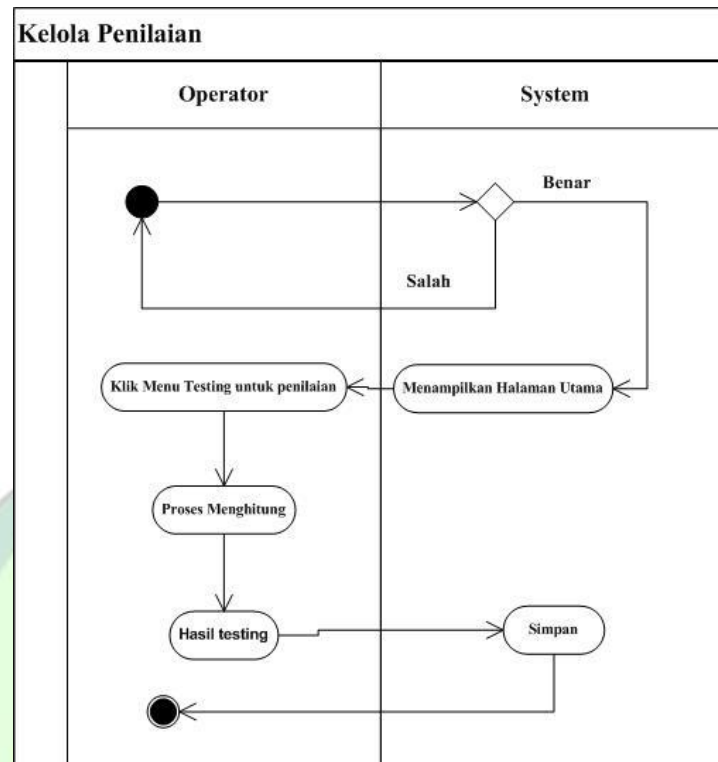 Kelola Penilaian
Operator
System
Benar
Salah
Klik Menu Testing untuk penilaian
Menampilkan Halaman Utama
Proses Menghitung
Hasil testing
Simpan